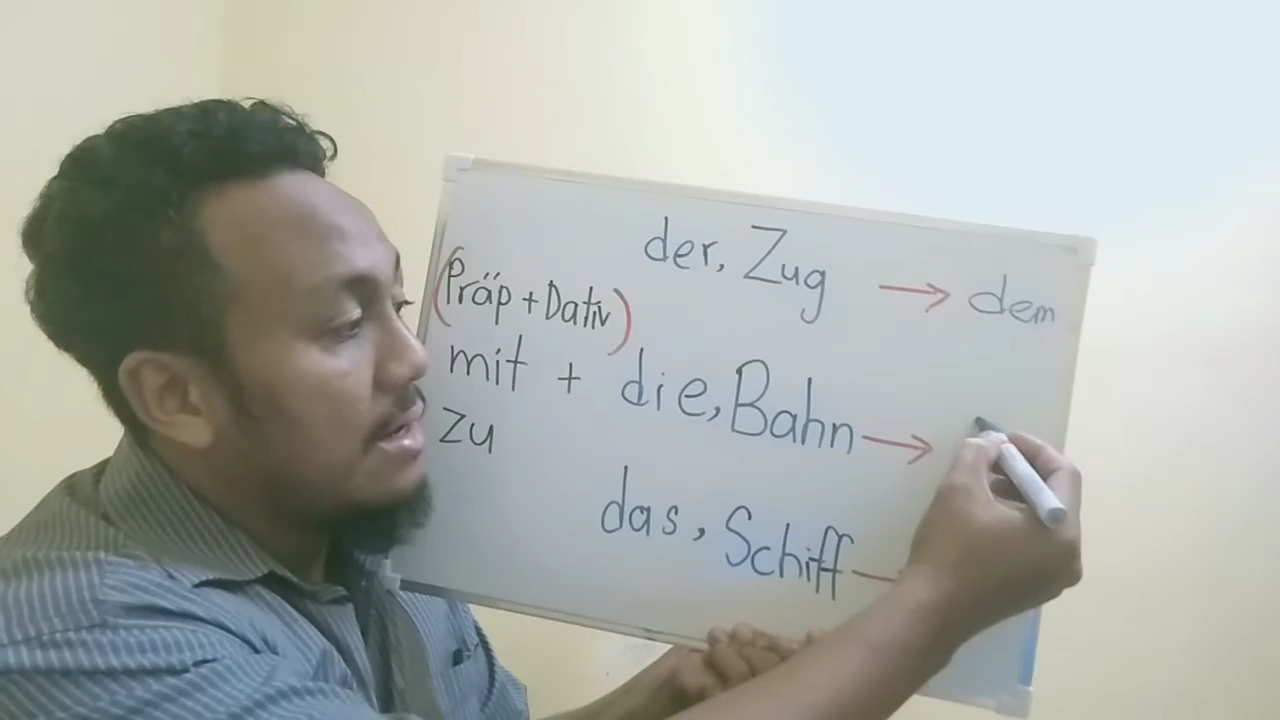 der, Zug → dem
(Präp + Dativ)
mit + die, Bahn →
zu
das, Schiff